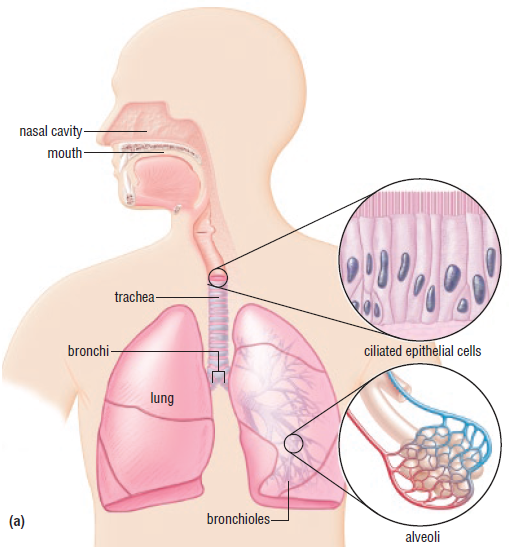 nasal cavity
mouth
trachea
ciliated epithelial cells
bronchi
lung
bronchioles
alveoli
(a)